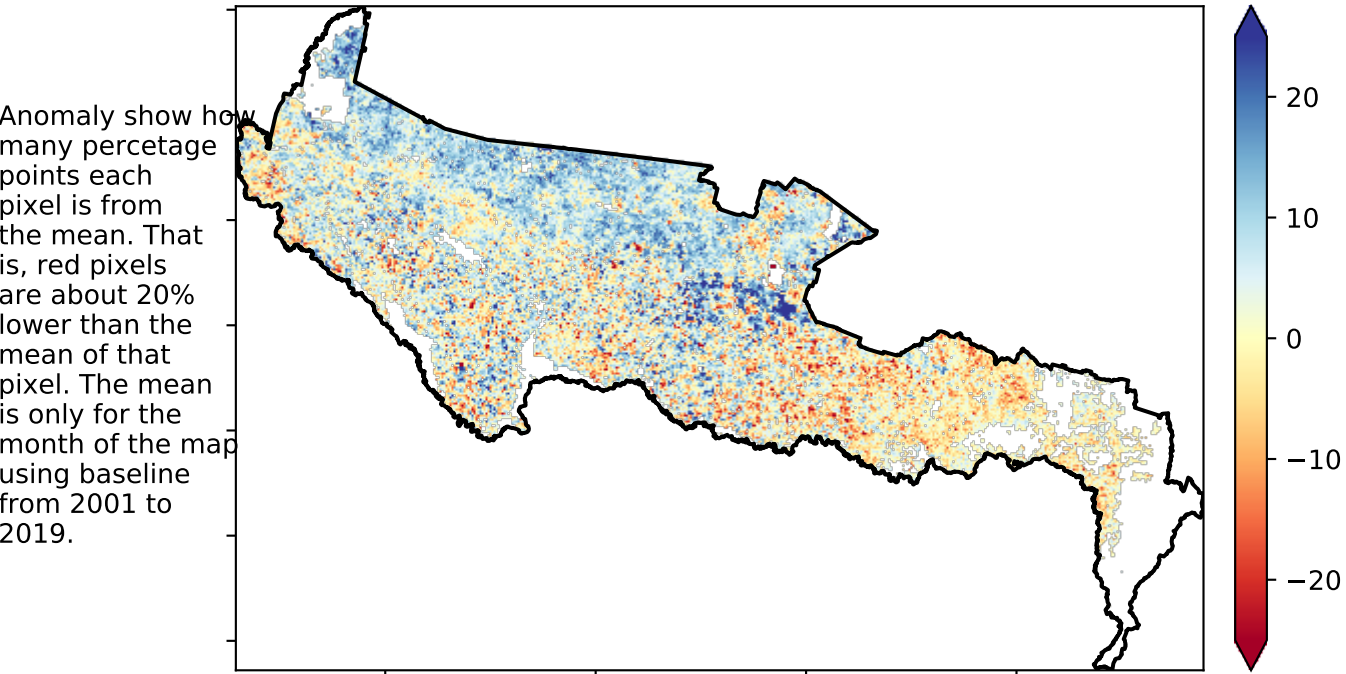 Anomaly show how
many percetage
points each
pixel is from
the mean. That
is, red pixels
are about 20%
lower than the
mean of that
pixel. The mean
is only for the
month of the map
using baseline
from 2001 to
2019.
20
10
0
−10
−20